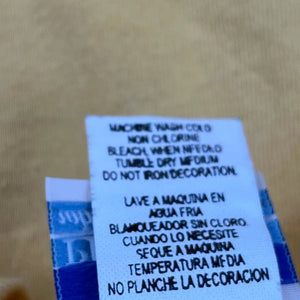 MACHINE WASH COLD
NON CHLORINE
BLEACH, WHEN NEEDED
TUMBLE DRY MEDIUM
DO NOT IRON DECORATION.
LAVE A MAQUINA EN
AGUA FRIA
BLANQUEADOR SIN CLORO
CUANDO LO NECESITE
SEQUE A MAQUINA
TEMPERATURA MEDIA
NO PLANCHE LA DECORACION